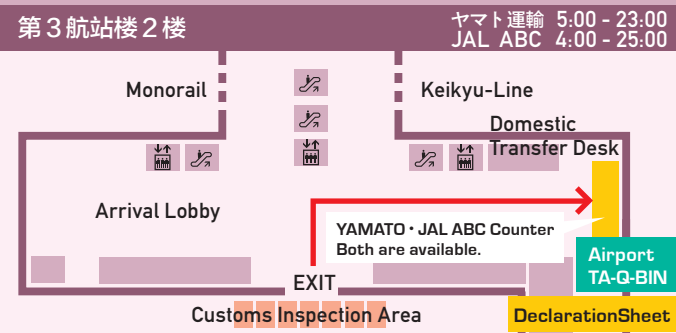 第3航站楼2楼
ヤマト運輸 5:00 - 23:00
JAL ABC 4:00 - 25:00
Monorail
Keikyu-Line
Domestic
Transfer Desk
Arrival Lobby
YAMATO・JAL ABC Counter
Both are available.
Airport
TA-Q-BIN
EXIT
Customs Inspection Area
DeclarationSheet